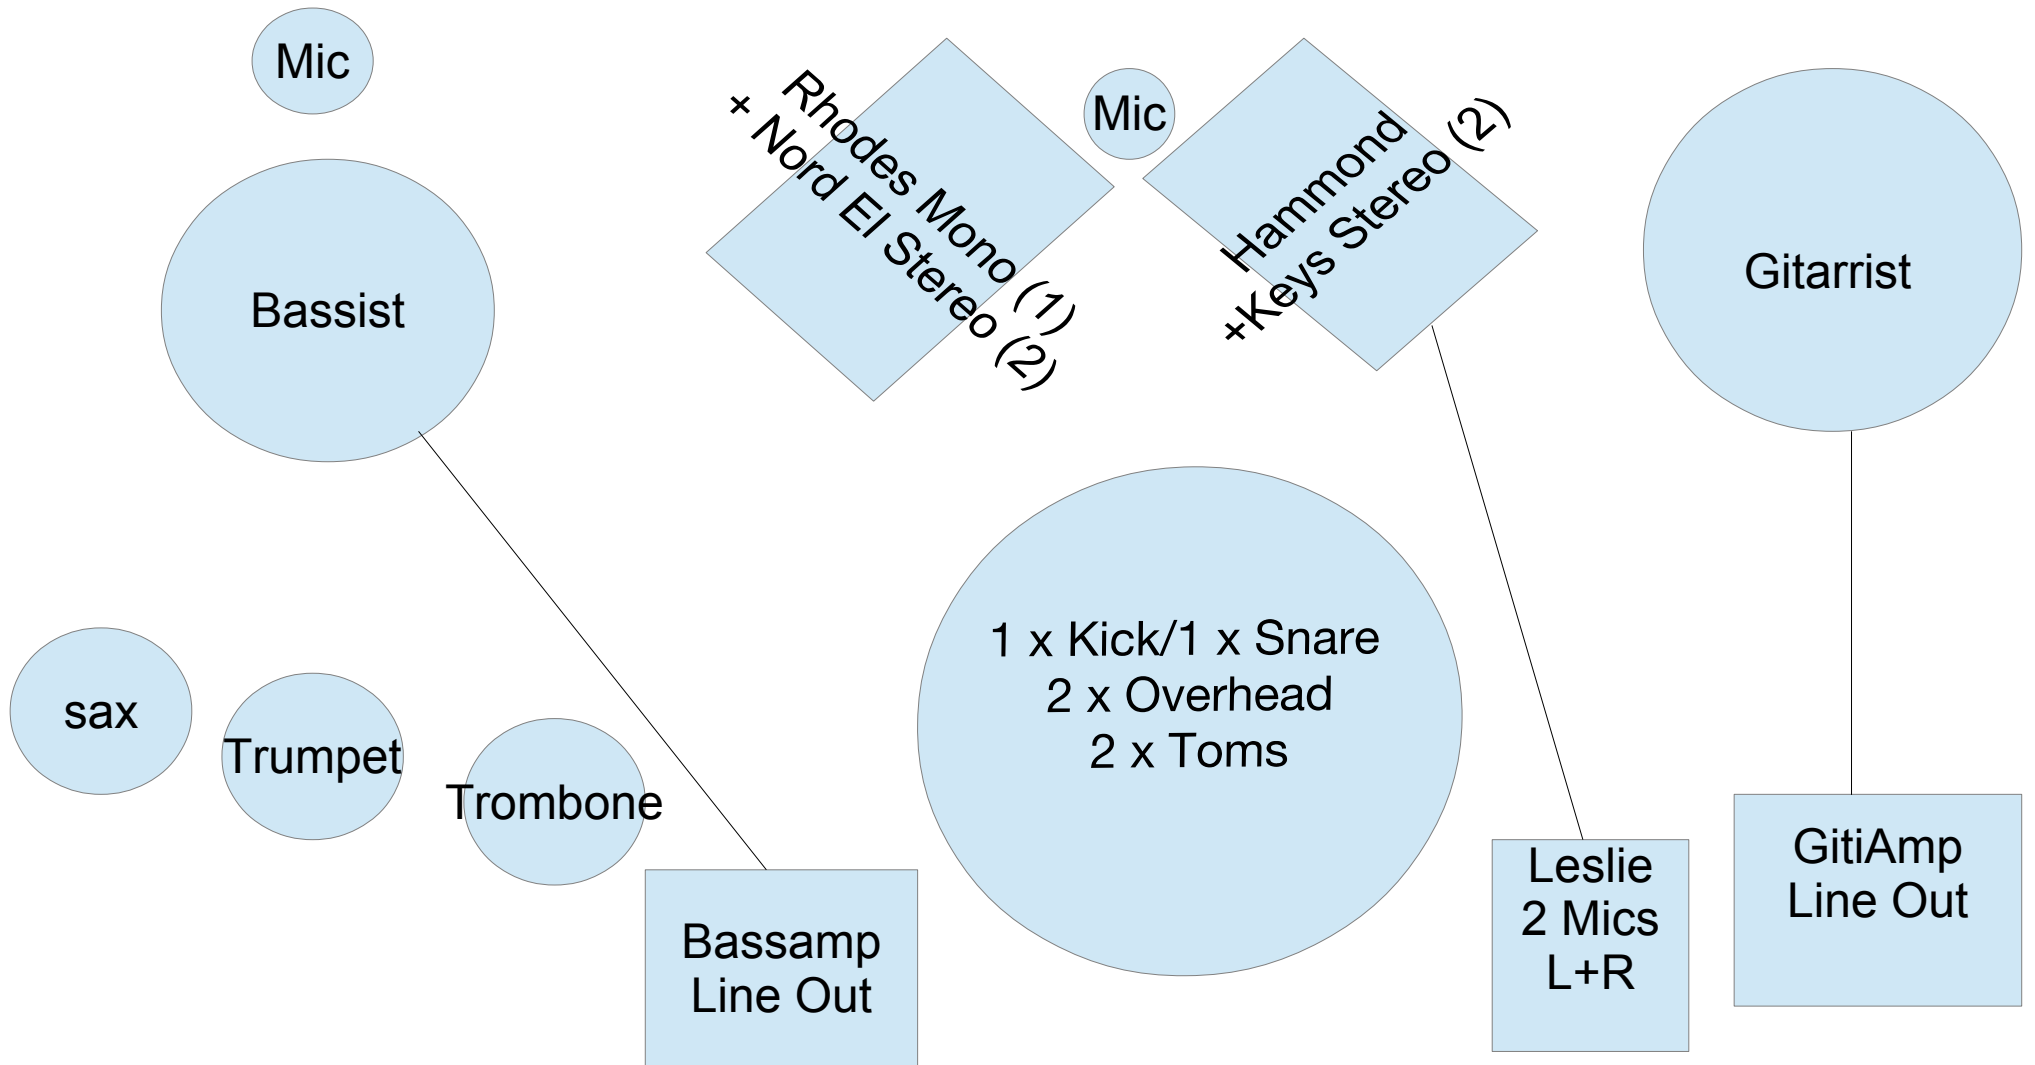 Mic
Rhodes Mono (1)
+ Nord El Stereo (2)
Mic
Hammond
+Keys Stereo (2)
Bassist
Gitarrist
1 x Kick/1 x Snare
2 x Overhead
2 x Toms
sax
Trumpet
Trombone
Bassamp
Line Out
Leslie
2 Mics
L+R
GitiAmp
Line Out